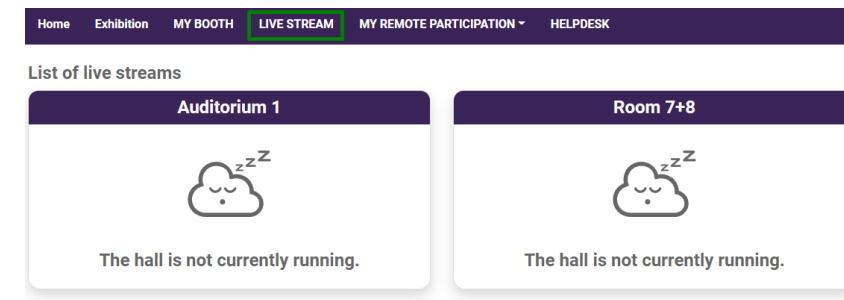 Home Exhibition MY BOOTH LIVE STREAM MY REMOTE PARTICIPATION HELPDESK
List of live streams
Auditorium 1
zzZ
The hall is not currently running.
Room 7+8
zzZ
The hall is not currently running.